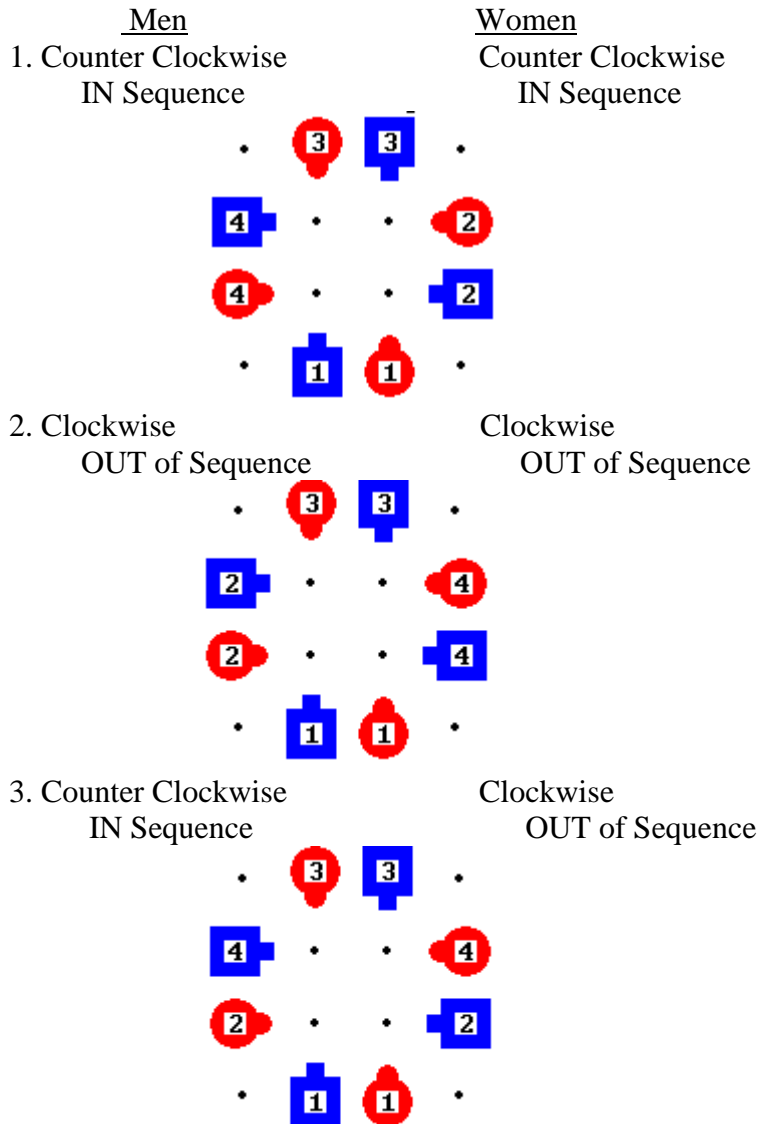 Men Women
1. Counter Clockwise Counter Clockwise
IN Sequence IN Sequence
3 3
4 2
4 2
1 1
2. Clockwise Clockwise
OUT of Sequence OUT of Sequence
3 3
2 4
2 4
1 1
3. Counter Clockwise Clockwise
IN Sequence OUT of Sequence
3 3
4 4
2 2
1 1